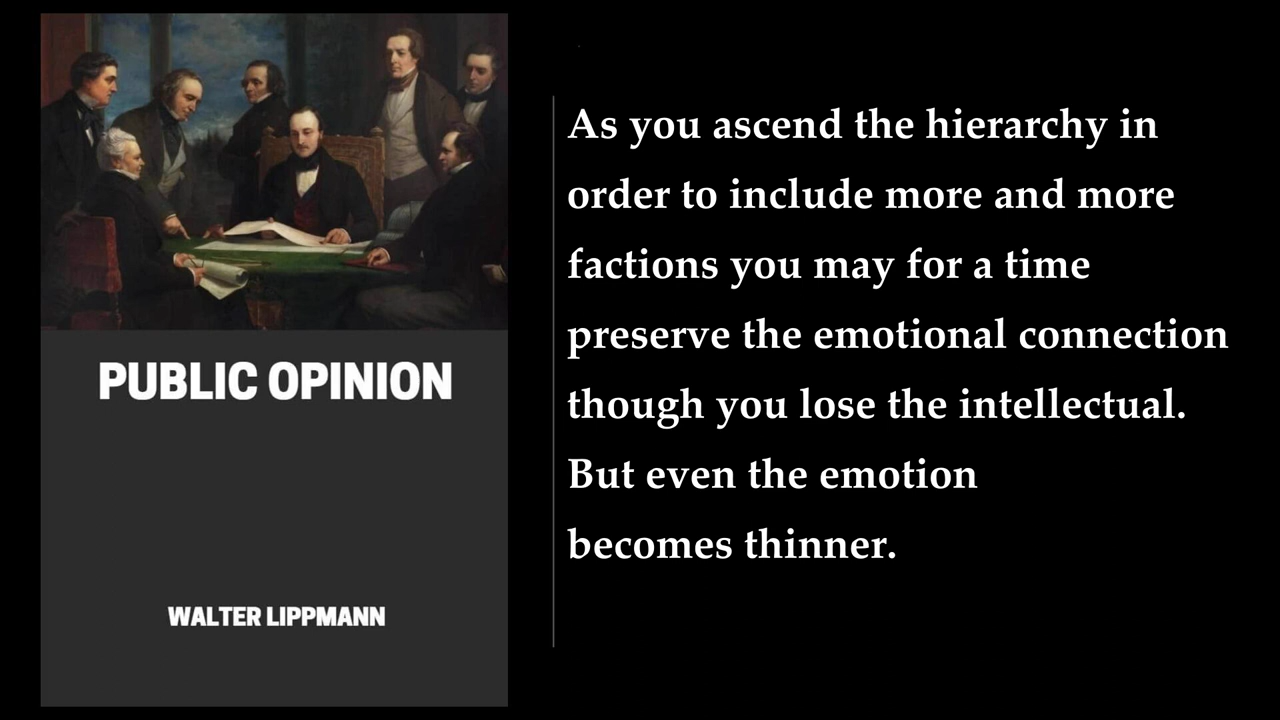 PUBLIC OPINION
WALTER LIPPMANN
As you ascend the hierarchy in
order to include more and more
factions you may for a time
preserve the emotional connection
though you lose the intellectual.
But even the emotion
becomes thinner.